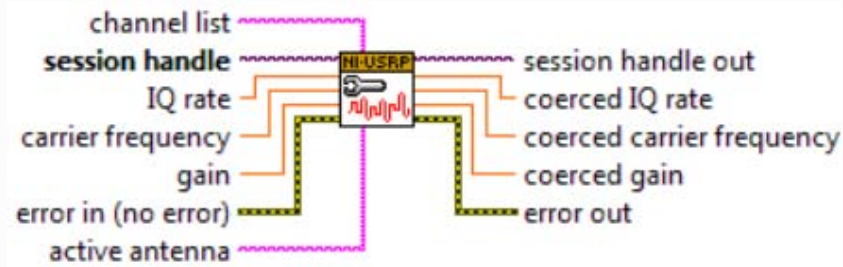 channel list
session handle
NI-USRP
session handle out
IQ rate
coerced IQ rate
carrier frequency
coerced carrier frequency
gain
coerced gain
error in (no error)
error out
active antenna